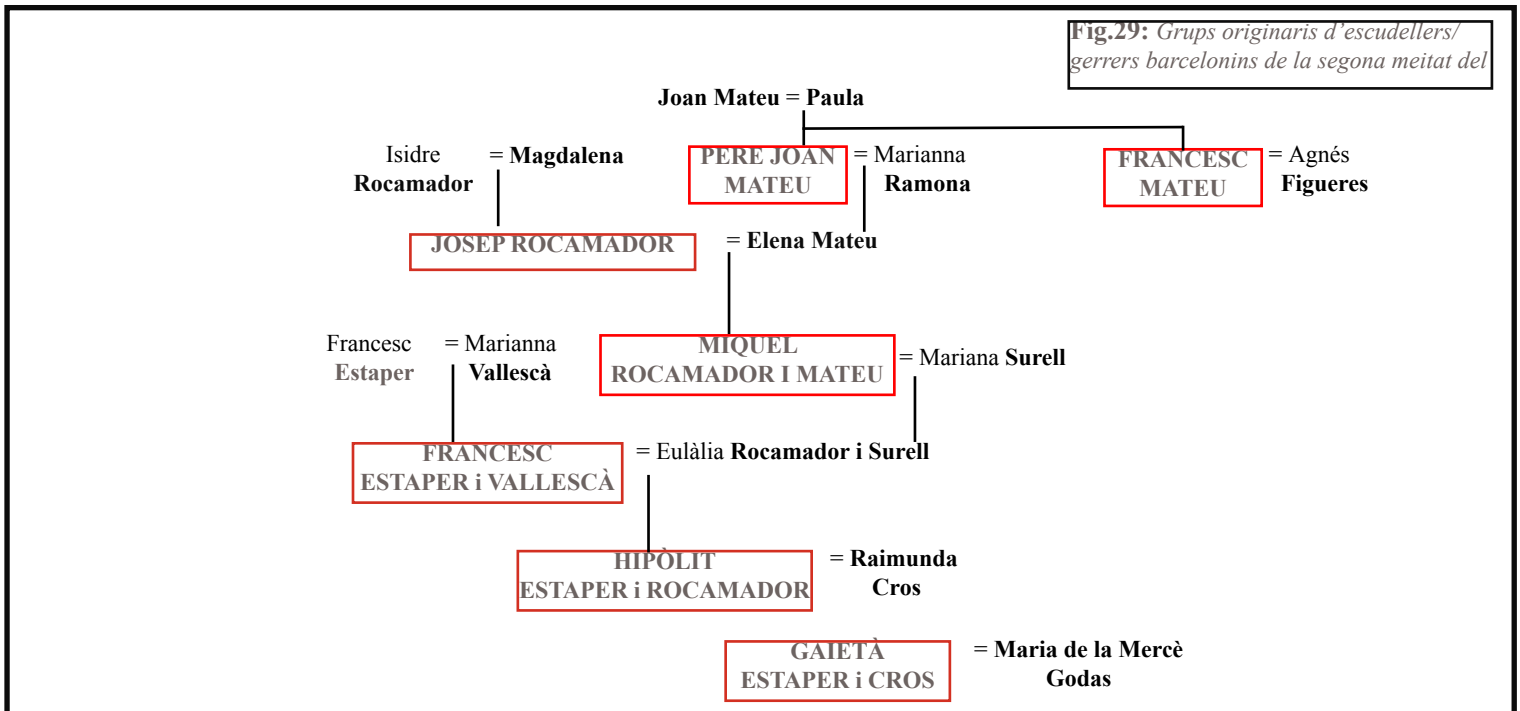 Fig.29: Grups originaris d’escudellers/
gerrers barcelonins de la segona meitat del
Joan Mateu = Paula
Isidre = Magdalena
Rocamador
PERE JOAN = Marianna
MATEU Ramona
FRANCESC = Agnés
MATEU Figueres
JOSEP ROCAMADOR = Elena Mateu
Francesc = Marianna
Estaper Vallescà
MIQUEL
ROCAMADOR I MATEU = Mariana Surell
FRANCESC = Eulàlia Rocamador i Surell
ESTAPER i VALLESCÀ
HIPÒLIT = Raimunda
ESTAPER i ROCAMADOR Cros
GAIETÀ = Maria de la Mercè
ESTAPER i CROS Godas